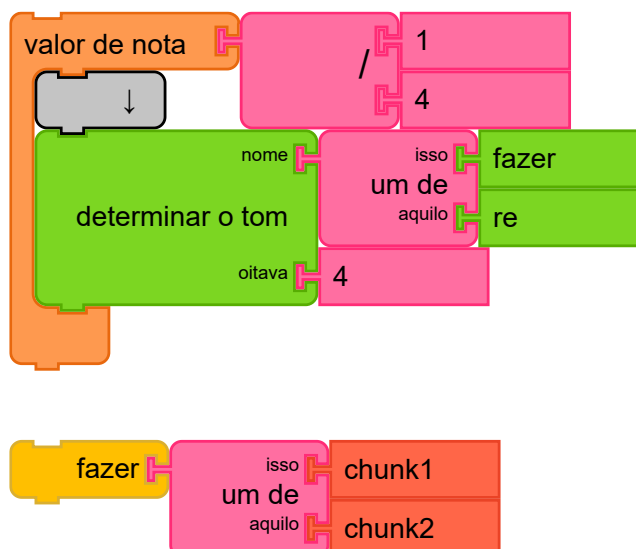 valor de nota / 1
4
↓
nome isso fazer
um de
aquilo re
determinar o tom
oitava 4
fazer isso chunk1
um de
aquilo chunk2